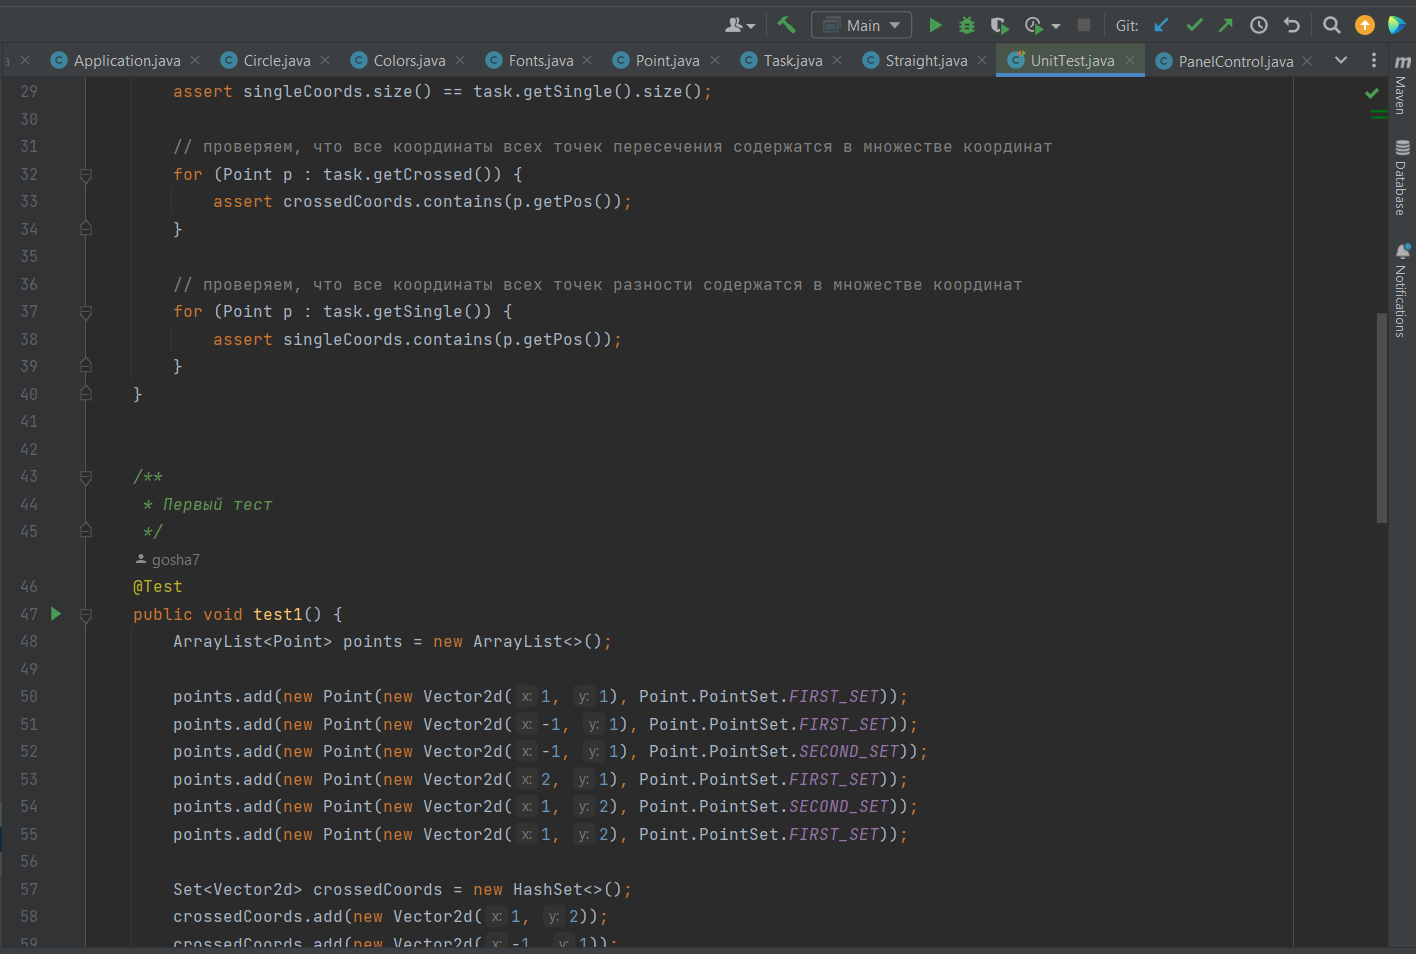 Main
Git:
Application.java Circle.java Colors.java Fonts.java Point.java Task.java Straight.java UnitTest.java PanelControl.java
Maven
Database
Notifications
29 assert singleCoords.size() == task.getSingle().size();
30
31 // проверяем, что все координаты всех точек пересечения содержатся в множестве координат
32 for (Point p : task.getCrossed()) {
33 assert crossedCoords.contains(p.getPos());
34 }
35
36 // проверяем, что все координаты всех точек разности содержатся в множестве координат
37 for (Point p : task.getSingle()) {
38 assert singleCoords.contains(p.getPos());
39 }
40 }
41
42
43 /**
44 * Первый тест
45 */
gosha7
46 @Test
47 public void test1() {
48 ArrayList<Point> points = new ArrayList<>();
49
50 points.add(new Point(new Vector2d( x: 1, y: 1), Point.PointSet.FIRST_SET));
51 points.add(new Point(new Vector2d( x: -1, y: 1), Point.PointSet.FIRST_SET));
52 points.add(new Point(new Vector2d( x: -1, y: 1), Point.PointSet.SECOND_SET));
53 points.add(new Point(new Vector2d( x: 2, y: 1), Point.PointSet.FIRST_SET));
54 points.add(new Point(new Vector2d( x: 1, y: 2), Point.PointSet.SECOND_SET));
55 points.add(new Point(new Vector2d( x: 1, y: 2), Point.PointSet.FIRST_SET));
56
57 Set<Vector2d> crossedCoords = new HashSet<>();
58 crossedCoords.add(new Vector2d( x: 1, y: 2));
59 crossedCoords.add(new Vector2d( x: -1, y: 1));